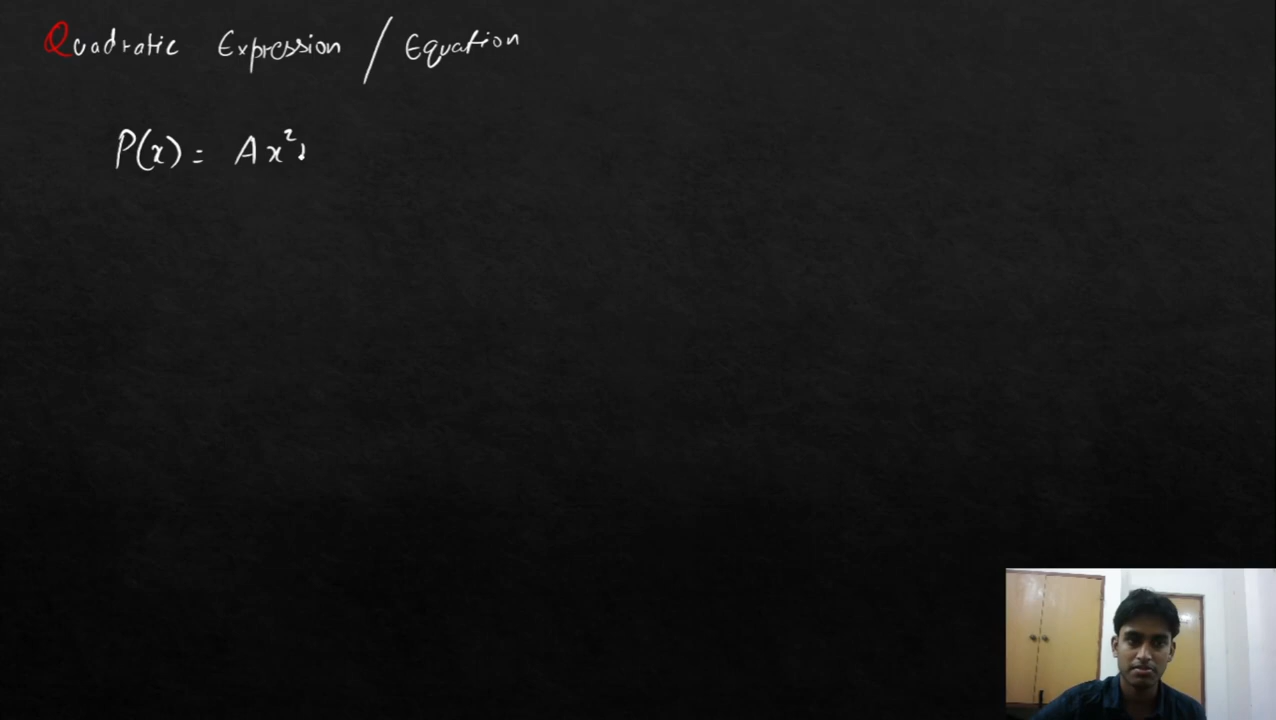 Quadratic Expression / Equation
P(x) = Ax²